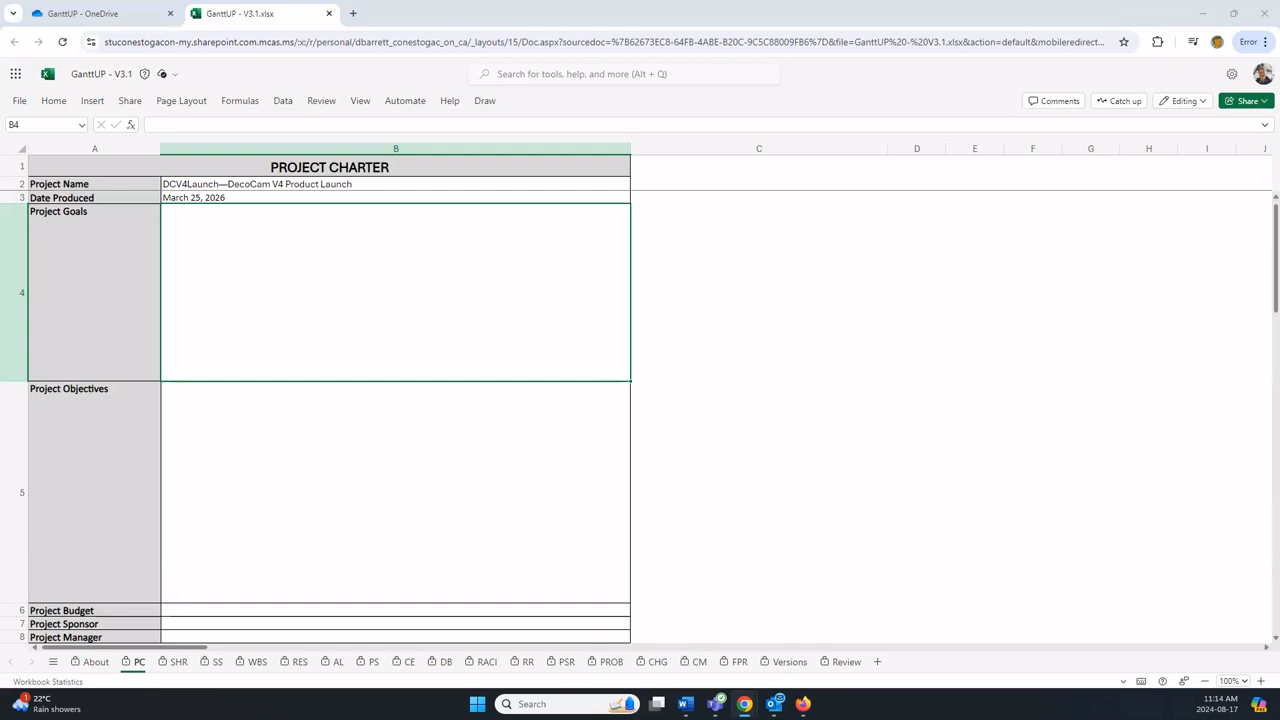 GanttUP - OneDrive
GanttUP - V3.1.xlsx
stuconestogacon-my.sharepoint.com.mcas.ms/:x:/r/personal/dbarrett_conestogac_on_ca/_layouts/15/Doc.aspx?sourcedoc=%7B62673EC8-64FB-4ABE-B20C-9C5C88009FB6%7D&file=GanttUP%20-%20V3.1.xlsx&action=default&mobileredirect...
Error
GanttUP - V3.1
Search for tools, help, and more (Alt + Q)
File Home Insert Share Page Layout Formulas Data Review View Automate Help Draw
Comments Catch up Editing Share
B4
fx
A B C D E F G H I J
1 PROJECT CHARTER
2 Project Name DCV4Launch—DecoCam V4 Product Launch
3 Date Produced March 25, 2026
Project Goals
4
Project Objectives
5
6 Project Budget
7 Project Sponsor
8 Project Manager
About PC SHR SS WBS RES AL PS CE DB RACI RR PSR PROB CHG CM FPR Versions Review
Workbook Statistics
100%
1
22°C
Rain showers
Search
11:14 AM
2024-08-17